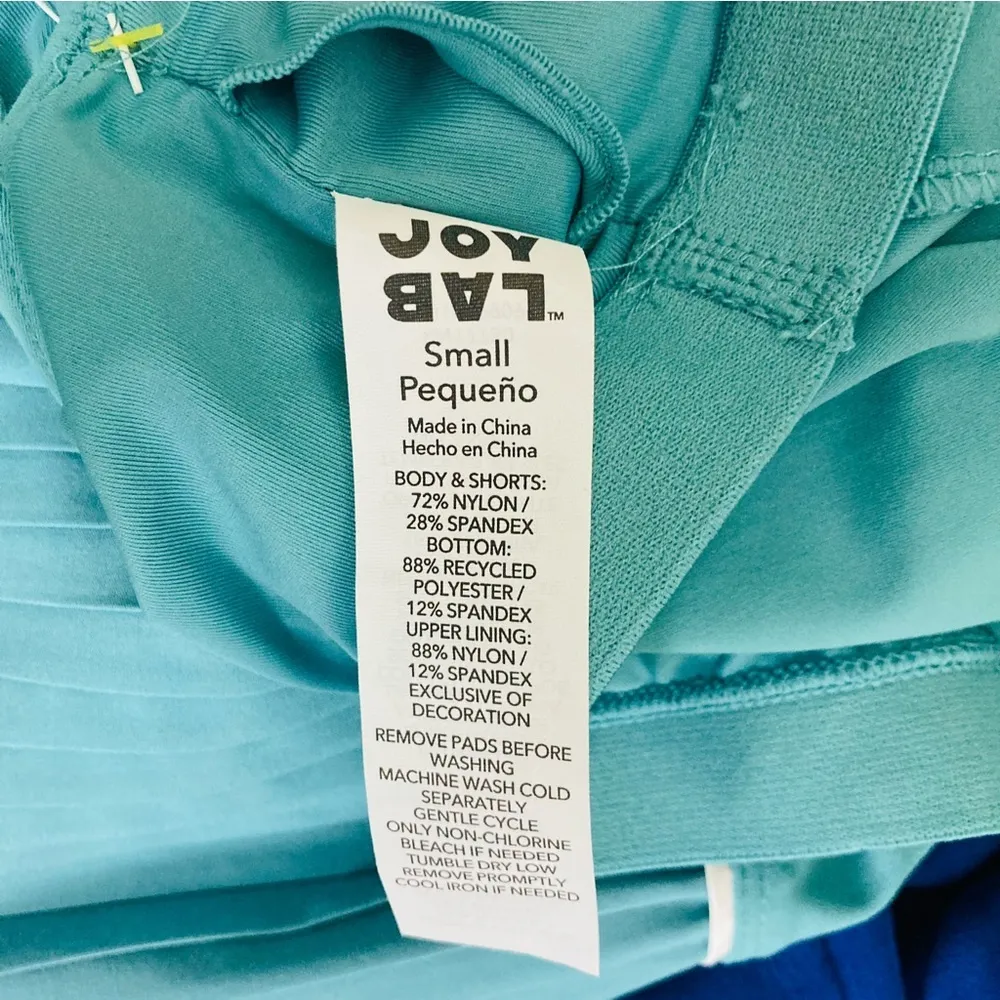 JOY
LAB™
Small
Pequeño
Made in China
Hecho en China
BODY & SHORTS:
72% NYLON /
28% SPANDEX
BOTTOM:
88% RECYCLED
POLYESTER /
12% SPANDEX
UPPER LINING:
88% NYLON /
12% SPANDEX
EXCLUSIVE OF
DECORATION
REMOVE PADS BEFORE
WASHING
MACHINE WASH COLD
SEPARATELY
GENTLE CYCLE
ONLY NON-CHLORINE
BLEACH IF NEEDED
TUMBLE DRY LOW
REMOVE PROMPTLY
COOL IRON IF NEEDED